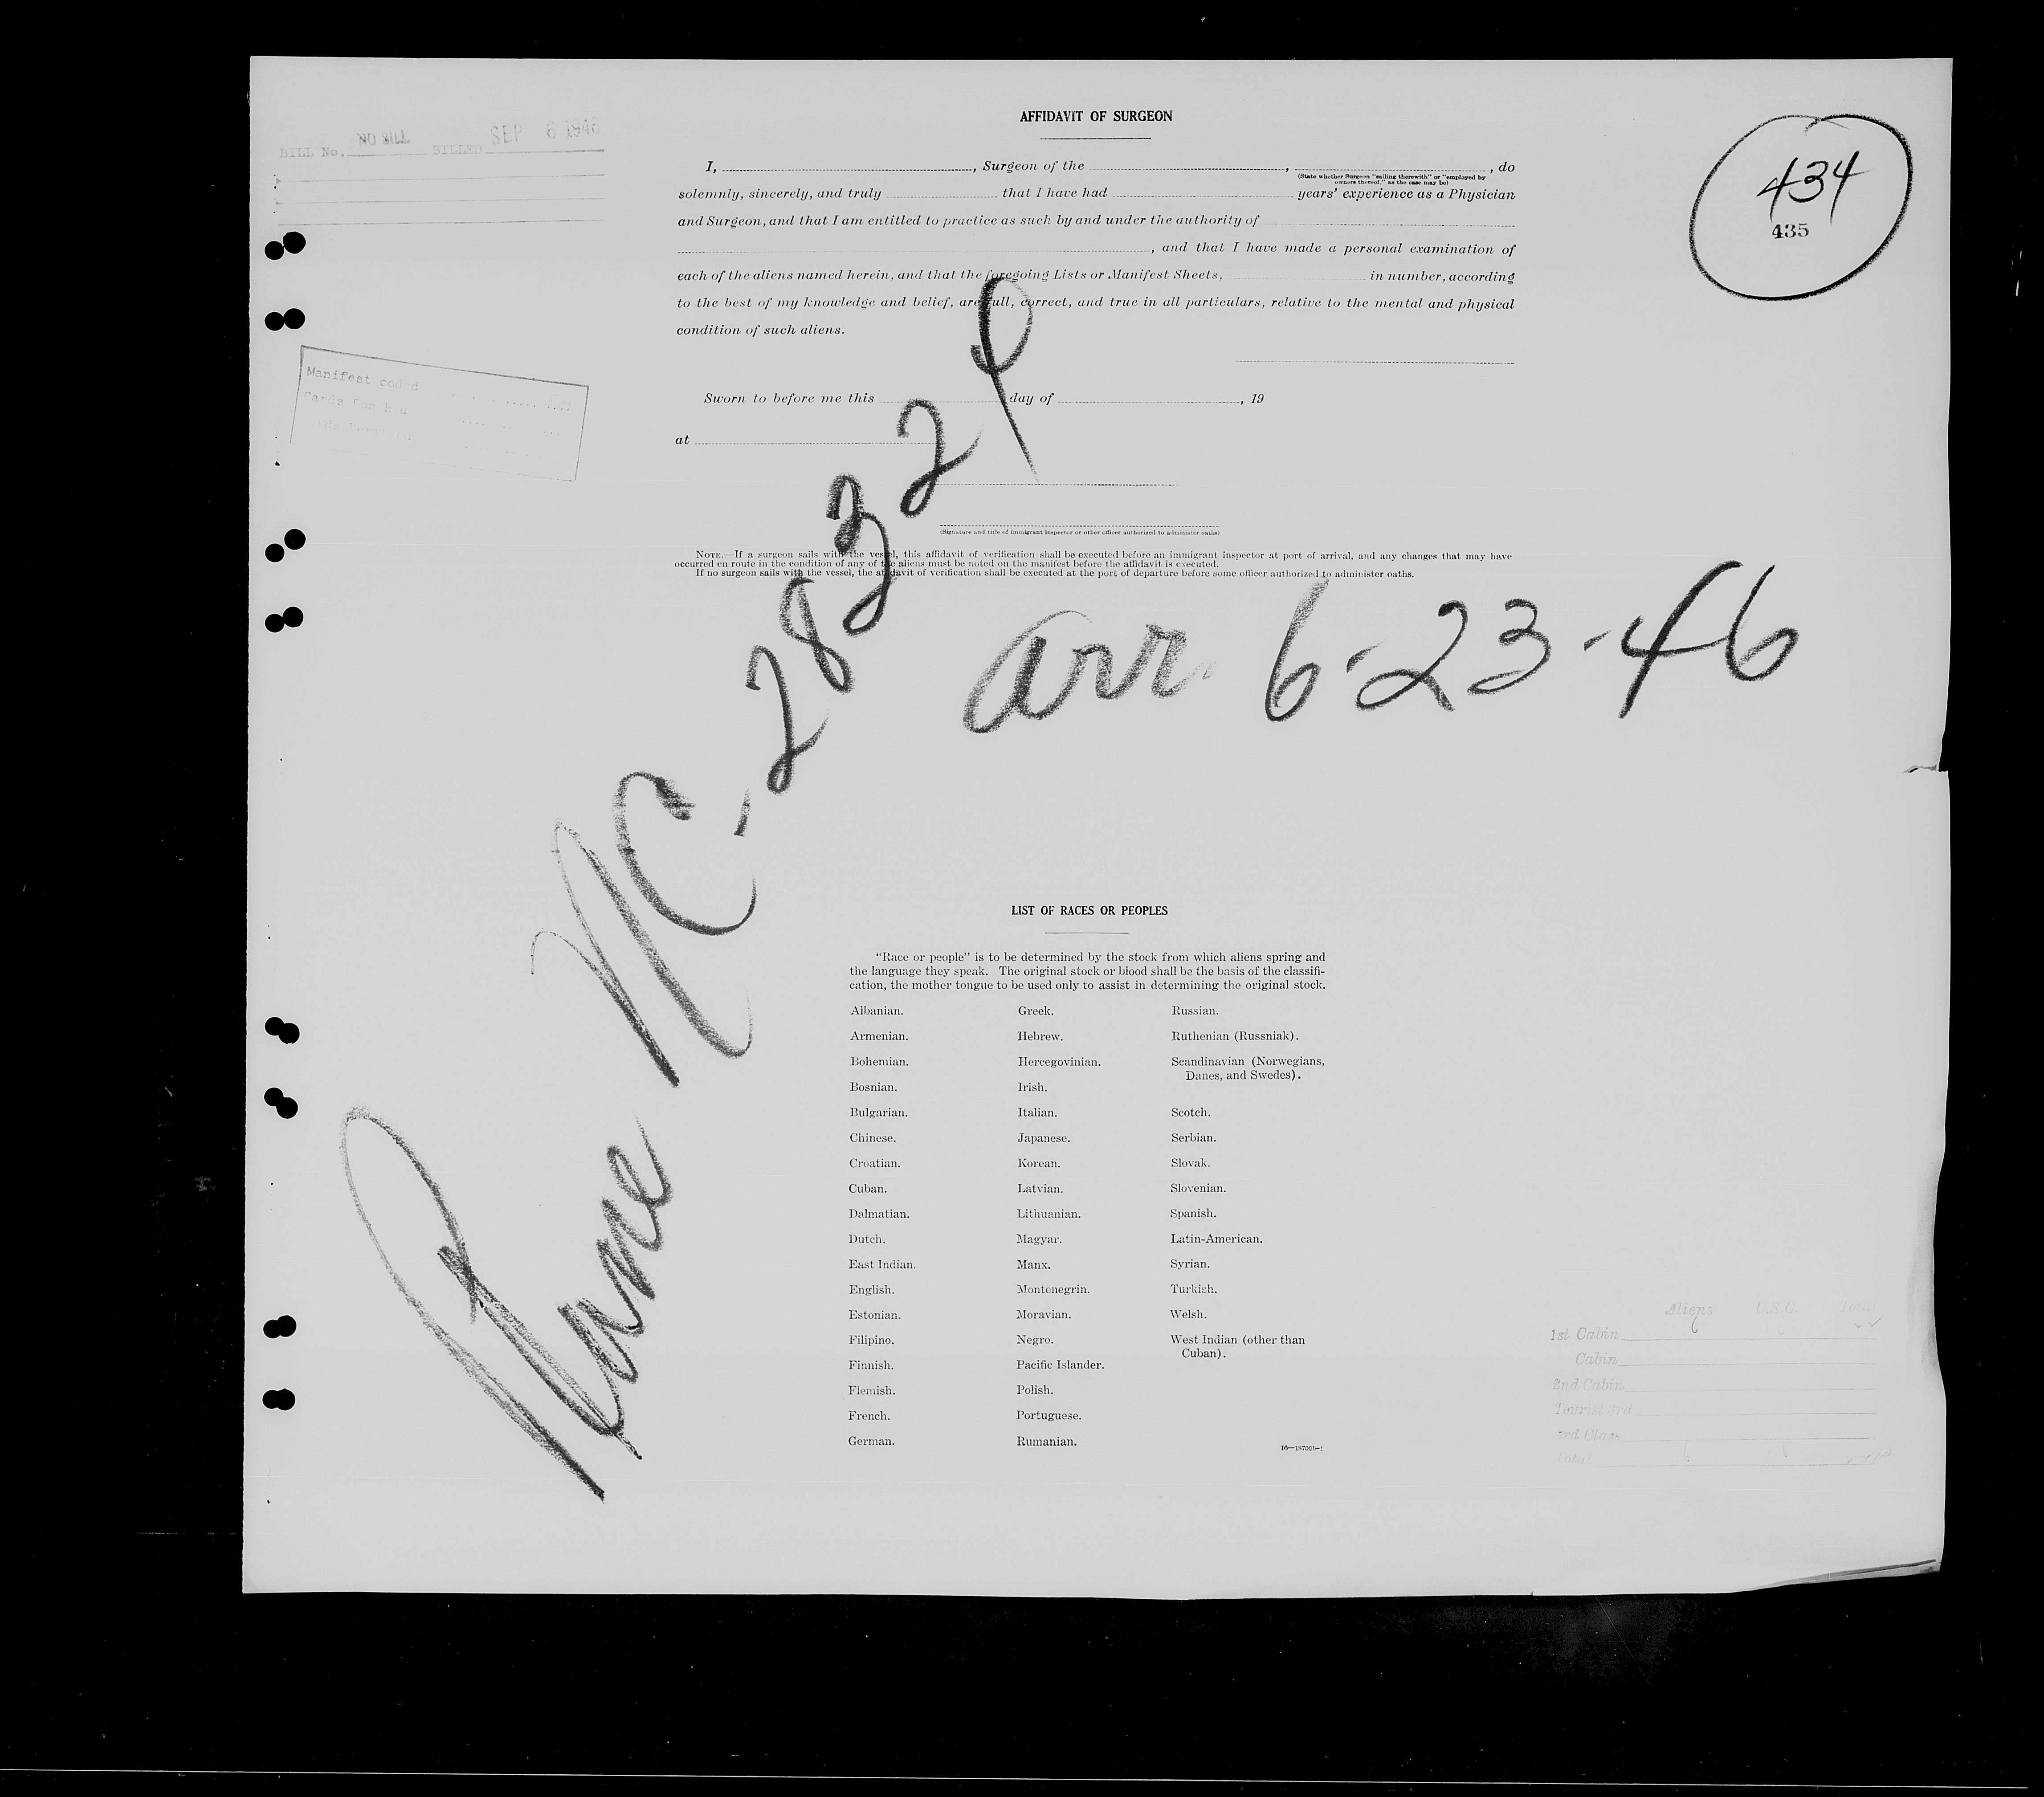 BILL No. NO BILL BILLED SEP 6 1946
434
435
AFFIDAVIT OF SURGEON
I, , Surgeon of the , , do
(State whether Surgeon "sailing therewith" or "employed by
owners thereof," as the case may be)
solemnly, sincerely, and truly that I have had years' experience as a Physician
and Surgeon, and that I am entitled to practice as such by and under the authority of
, and that I have made a personal examination of
each of the aliens named herein, and that the foregoing Lists or Manifest Sheets, in number, according
to the best of my knowledge and belief, are full, correct, and true in all particulars, relative to the mental and physical
condition of such aliens.
Manifest coded
Cards Punched
Sworn to before me this day of , 19
at
(Signature and title of immigrant inspector or other officer authorized to administer oaths)
NOTE.—If a surgeon sails with the vessel, this affidavit of verification shall be executed before an immigrant inspector at port of arrival, and any changes that may have
occurred en route in the condition of any of the aliens must be noted on the manifest before the affidavit is executed.
If no surgeon sails with the vessel, the affidavit of verification shall be executed at the port of departure before some officer authorized to administer oaths.
Plane NC-28324
arr. 6-23-46
LIST OF RACES OR PEOPLES
"Race or people" is to be determined by the stock from which aliens spring and
the language they speak. The original stock or blood shall be the basis of the classifi-
cation, the mother tongue to be used only to assist in determining the original stock.
Albanian.
Armenian.
Bohemian.
Bosnian.
Bulgarian.
Chinese.
Croatian.
Cuban.
Dalmatian.
Dutch.
East Indian.
English.
Estonian.
Filipino.
Finnish.
Flemish.
French.
German.
Greek.
Hebrew.
Hercegovinian.
Irish.
Italian.
Japanese.
Korean.
Latvian.
Lithuanian.
Magyar.
Manx.
Montenegrin.
Moravian.
Negro.
Pacific Islander.
Polish.
Portuguese.
Rumanian.
Russian.
Ruthenian (Russniak).
Scandinavian (Norwegians,
Danes, and Swedes).
Scotch.
Serbian.
Slovak.
Slovenian.
Spanish.
Latin-American.
Syrian.
Turkish.
Welsh.
West Indian (other than
Cuban).
Aliens U.S.C. Total
1st Cabin 6
Cabin
2nd Cabin
Tourist 3rd
3rd Class
Total 6